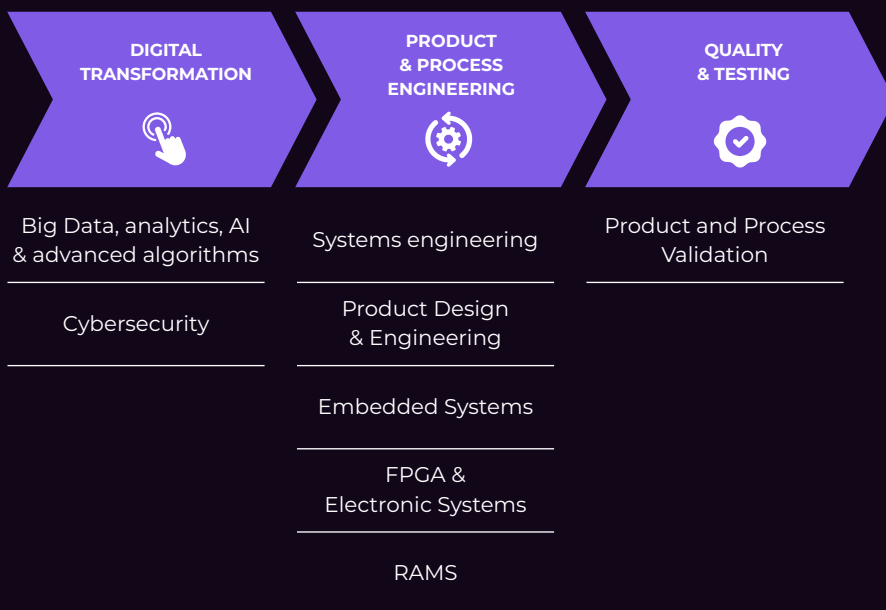 DIGITAL
TRANSFORMATION
Big Data, analytics, AI
& advanced algorithms
Cybersecurity
PRODUCT
& PROCESS
ENGINEERING
Systems engineering
Product Design
& Engineering
Embedded Systems
FPGA &
Electronic Systems
RAMS
QUALITY
& TESTING
Product and Process
Validation